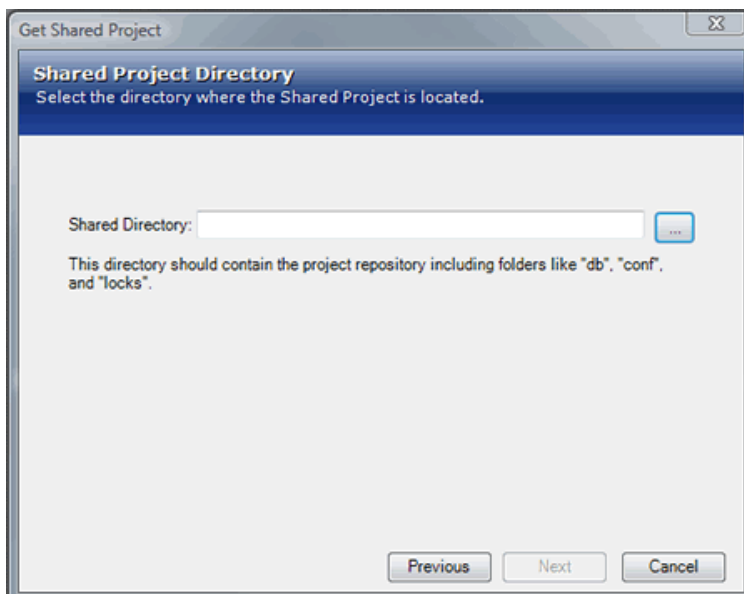 Get Shared Project
Shared Project Directory
Select the directory where the Shared Project is located.
Shared Directory:
...
This directory should contain the project repository including folders like "db", "conf",
and "locks".
Previous
Next
Cancel